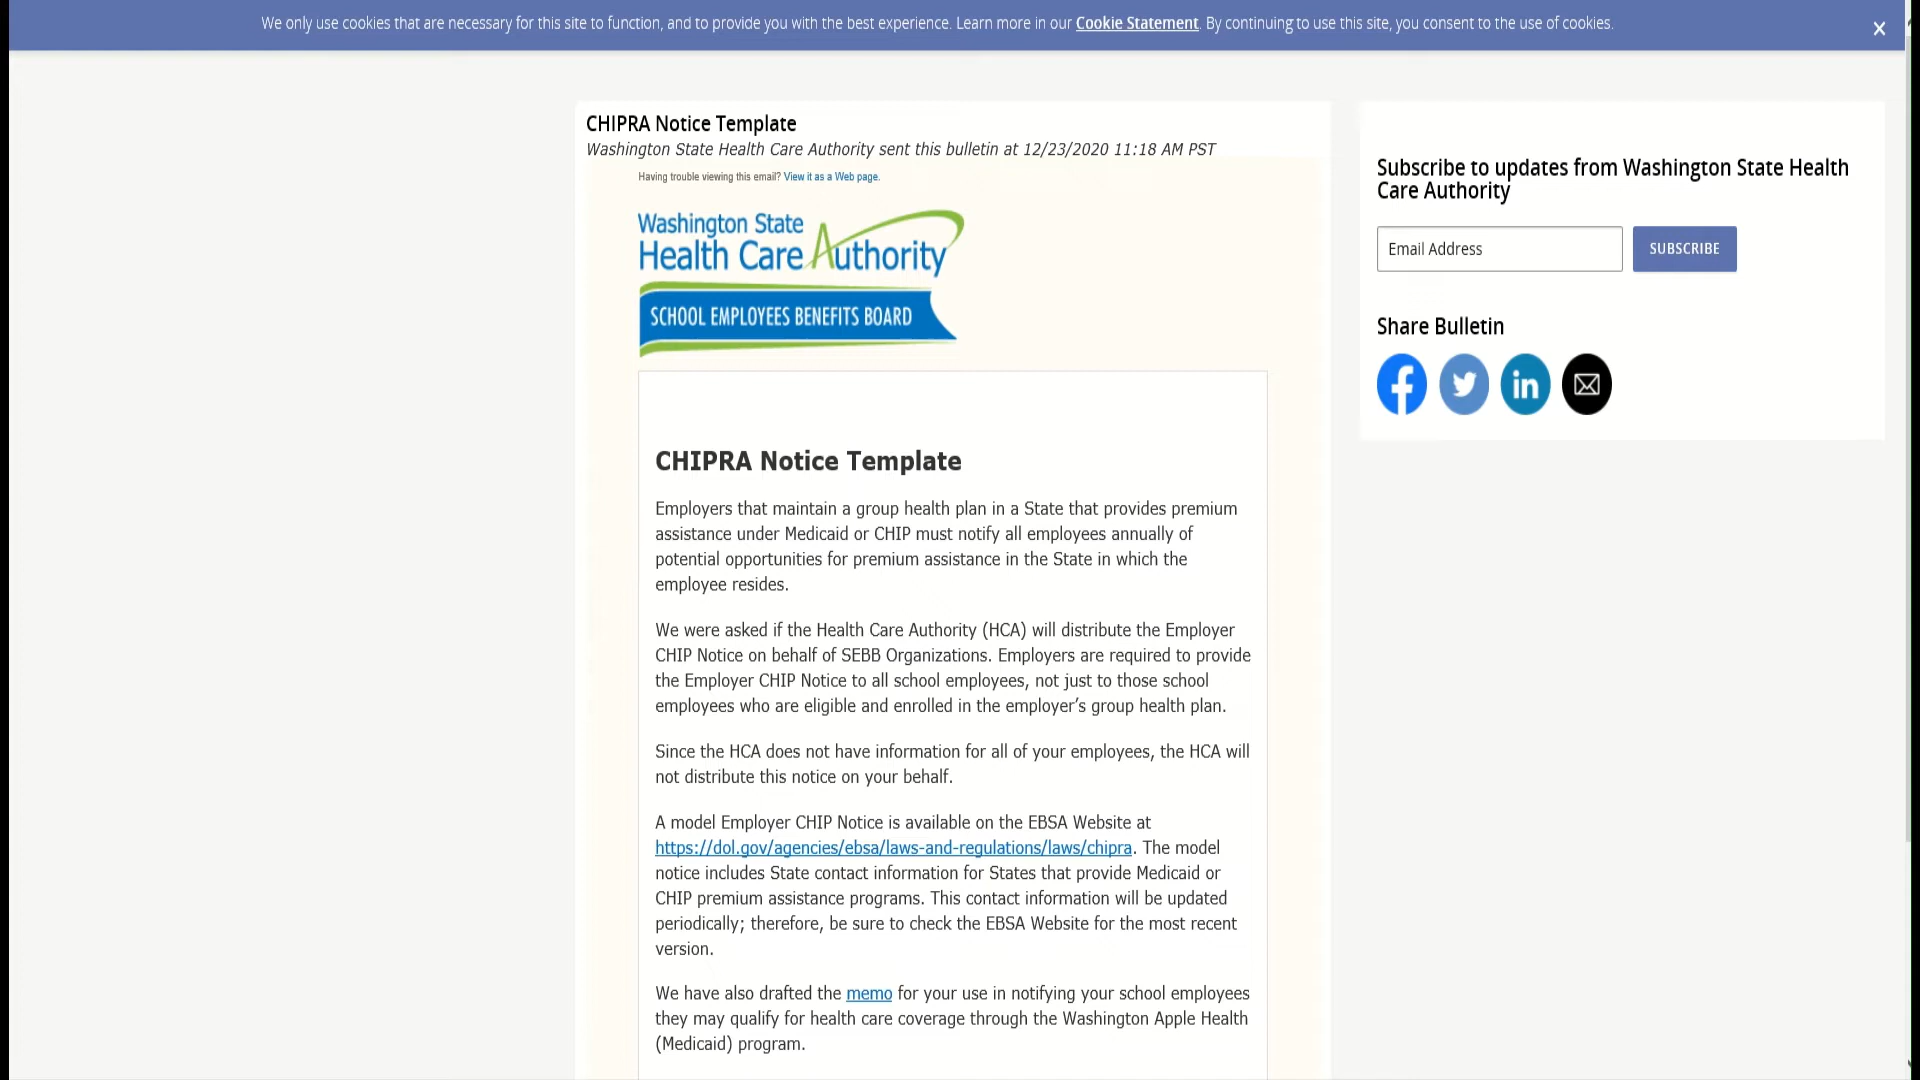 We only use cookies that are necessary for this site to function, and to provide you with the best experience. Learn more in our Cookie Statement. By continuing to use this site, you consent to the use of cookies.
CHIPRA Notice Template
Washington State Health Care Authority sent this bulletin at 12/23/2020 11:18 AM PST
Having trouble viewing this email? View it as a Web page.
Washington State
Health Care Authority
SCHOOL EMPLOYEES BENEFITS BOARD
CHIPRA Notice Template
Employers that maintain a group health plan in a State that provides premium
assistance under Medicaid or CHIP must notify all employees annually of
potential opportunities for premium assistance in the State in which the
employee resides.
We were asked if the Health Care Authority (HCA) will distribute the Employer
CHIP Notice on behalf of SEBB Organizations. Employers are required to provide
the Employer CHIP Notice to all school employees, not just to those school
employees who are eligible and enrolled in the employer’s group health plan.
Since the HCA does not have information for all of your employees, the HCA will
not distribute this notice on your behalf.
A model Employer CHIP Notice is available on the EBSA Website at
https://dol.gov/agencies/ebsa/laws-and-regulations/laws/chipra. The model
notice includes State contact information for States that provide Medicaid or
CHIP premium assistance programs. This contact information will be updated
periodically; therefore, be sure to check the EBSA Website for the most recent
version.
We have also drafted the memo for your use in notifying your school employees
they may qualify for health care coverage through the Washington Apple Health
(Medicaid) program.
Subscribe to updates from Washington State Health
Care Authority
Email Address
SUBSCRIBE
Share Bulletin